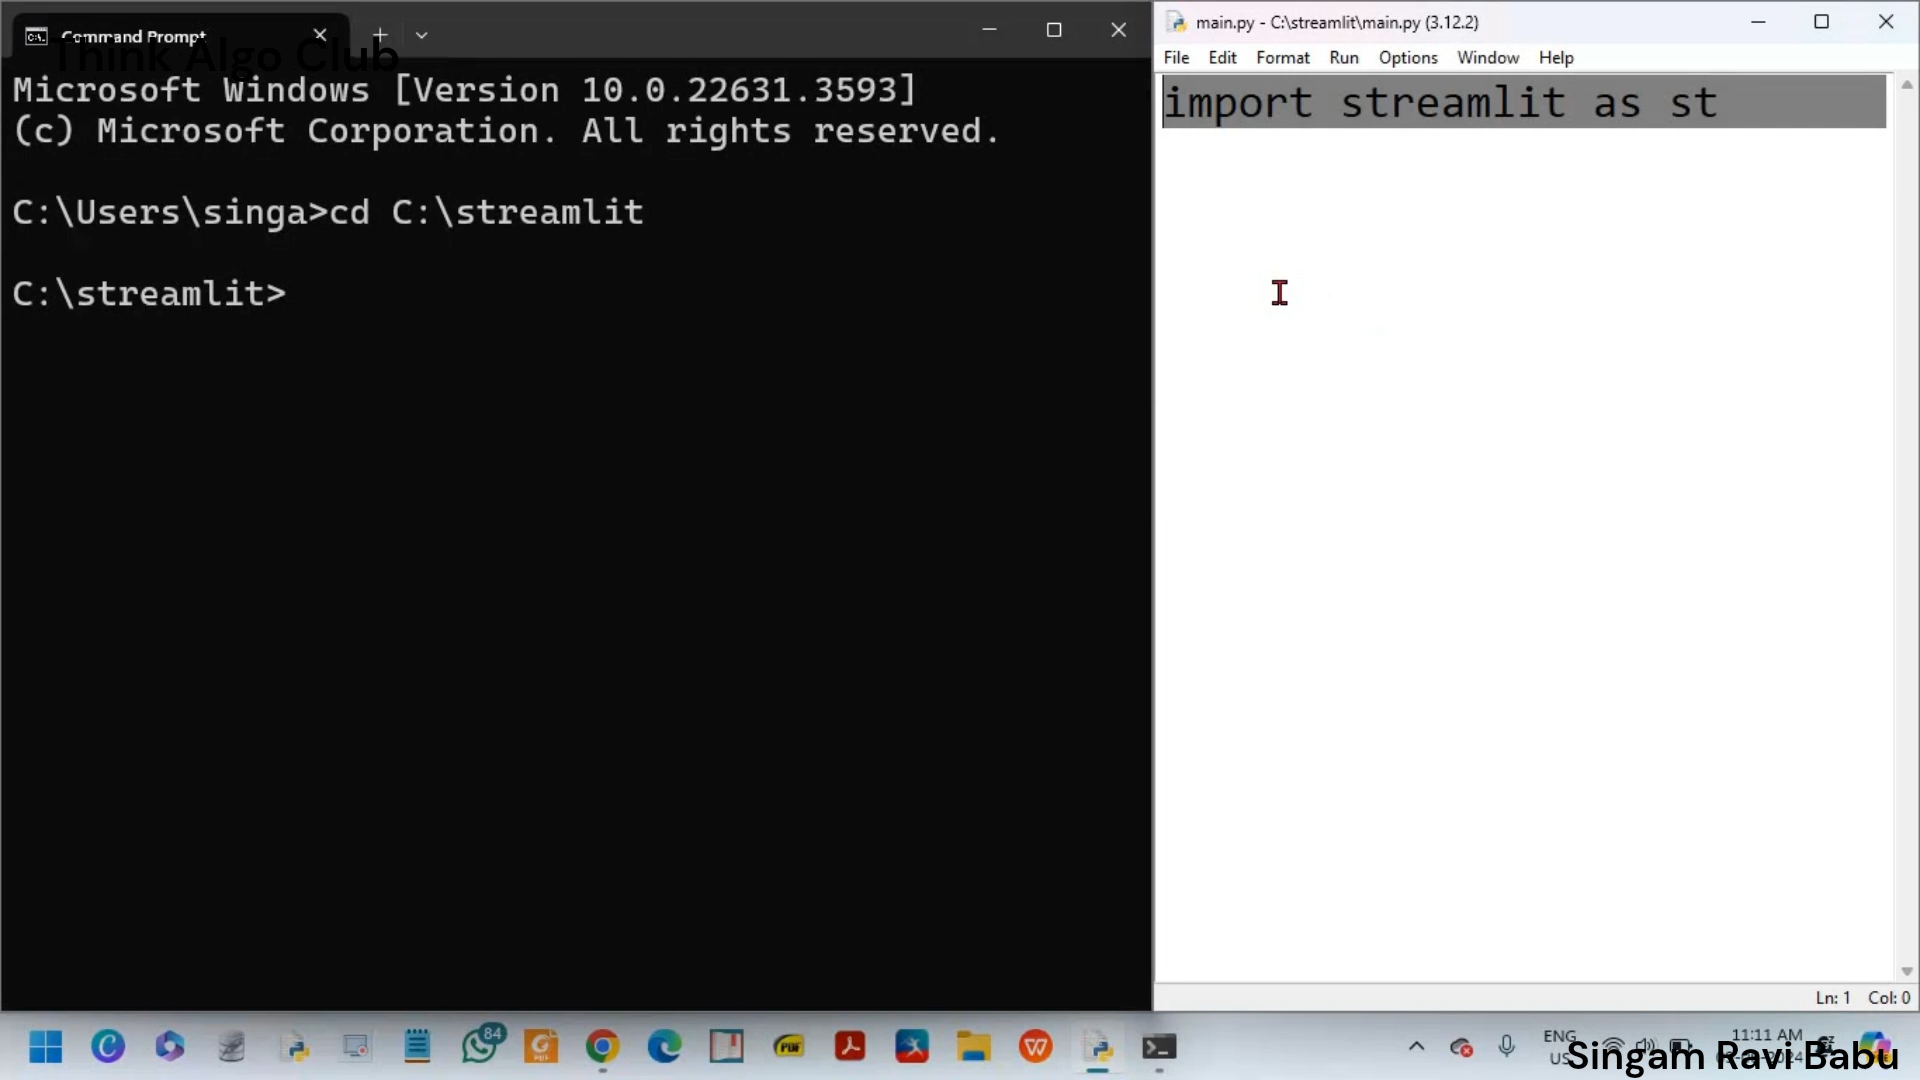 Command Prompt
Think Algo Club
Microsoft Windows [Version 10.0.22631.3593]
(c) Microsoft Corporation. All rights reserved.
C:\Users\singa>cd C:\streamlit
C:\streamlit>
main.py - C:\streamlit\main.py (3.12.2)
File Edit Format Run Options Window Help
import streamlit as st
Ln: 1 Col: 0
84
PDF
ENG
US
11:11 AM
Singam Ravi Babu